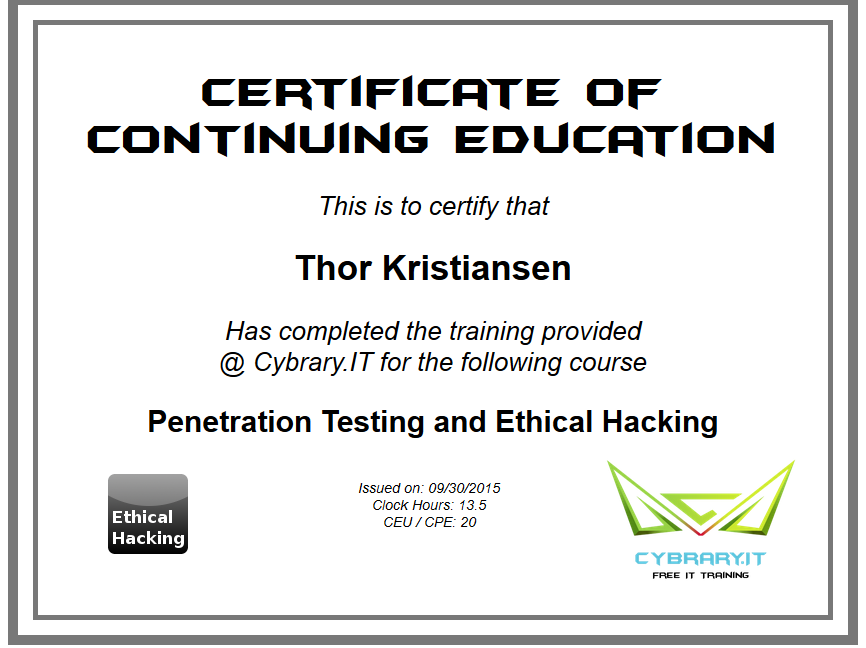 CERTIFICATE OF
CONTINUING EDUCATION
This is to certify that
Thor Kristiansen
Has completed the training provided
@ Cybrary.IT for the following course
Penetration Testing and Ethical Hacking
Ethical
Hacking
Issued on: 09/30/2015
Clock Hours: 13.5
CEU / CPE: 20
CYBRARY.IT
FREE IT TRAINING